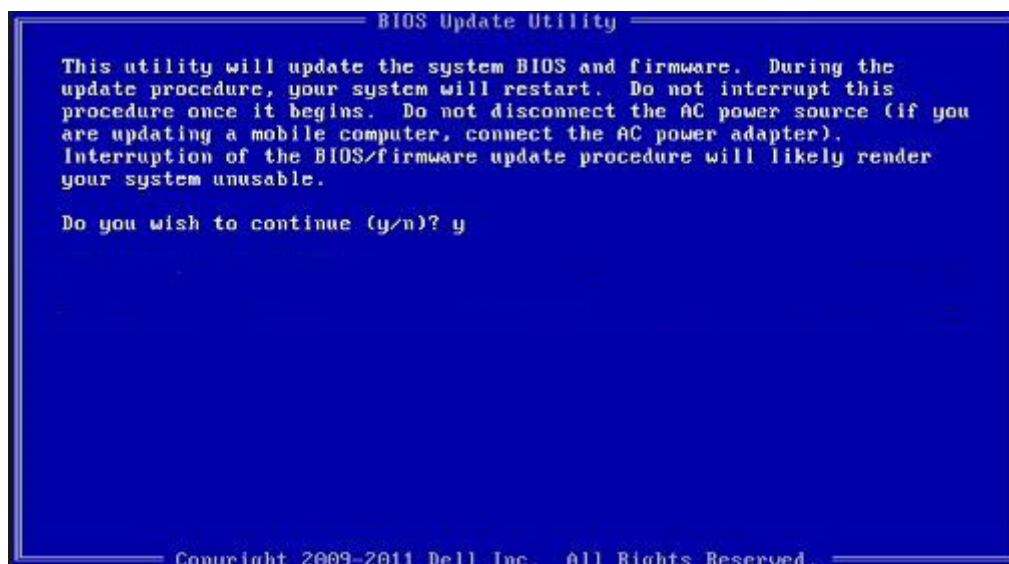 BIOS Update Utility
This utility will update the system BIOS and firmware. During the
update procedure, your system will restart. Do not interrupt this
procedure once it begins. Do not disconnect the AC power source (if you
are updating a mobile computer, connect the AC power adapter).
Interruption of the BIOS/firmware update procedure will likely render
your system unusable.
Do you wish to continue (y/n)? y
Copyright 2009-2011 Dell Inc. All Rights Reserved.